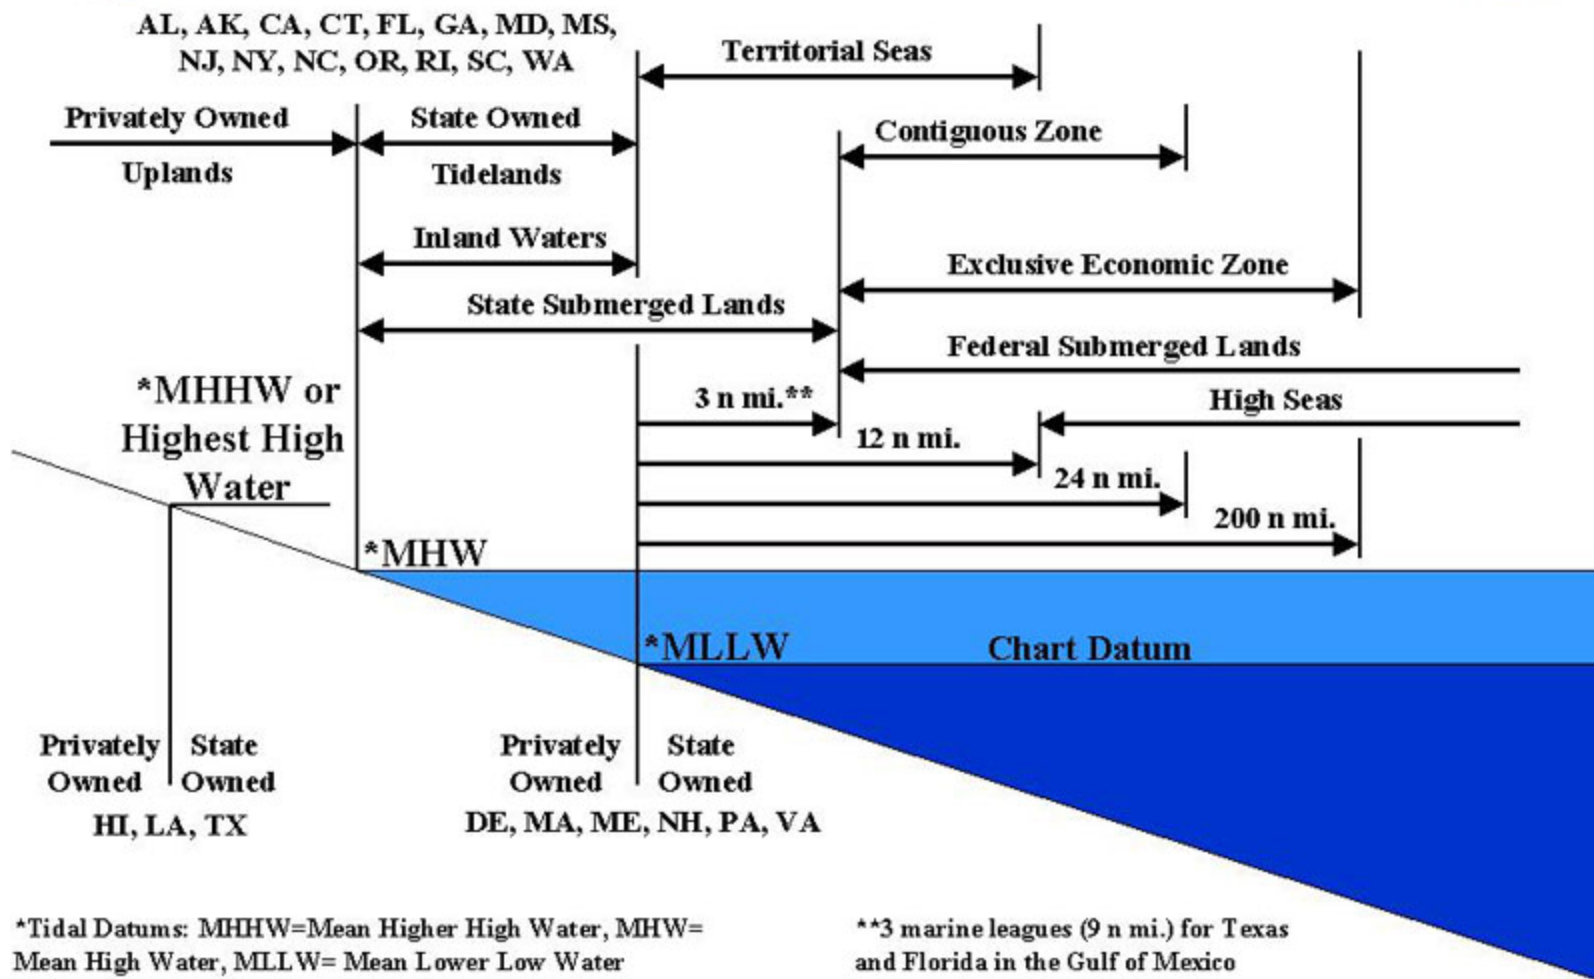 AL, AK, CA, CT, FL, GA, MD, MS,
NJ, NY, NC, OR, RI, SC, WA
Territorial Seas
Privately Owned
Uplands
State Owned
Tidelands
Contiguous Zone
Inland Waters
Exclusive Economic Zone
State Submerged Lands
Federal Submerged Lands
*MHHW or
Highest High
Water
3 n mi.**
High Seas
12 n mi.
24 n mi.
200 n mi.
*MHW
*MLLW
Chart Datum
Privately
Owned
State
Owned
HI, LA, TX
Privately
Owned
State
Owned
DE, MA, ME, NH, PA, VA
*Tidal Datums: MHHW=Mean Higher High Water, MHW=
Mean High Water, MLLW= Mean Lower Low Water
**3 marine leagues (9 n mi.) for Texas
and Florida in the Gulf of Mexico